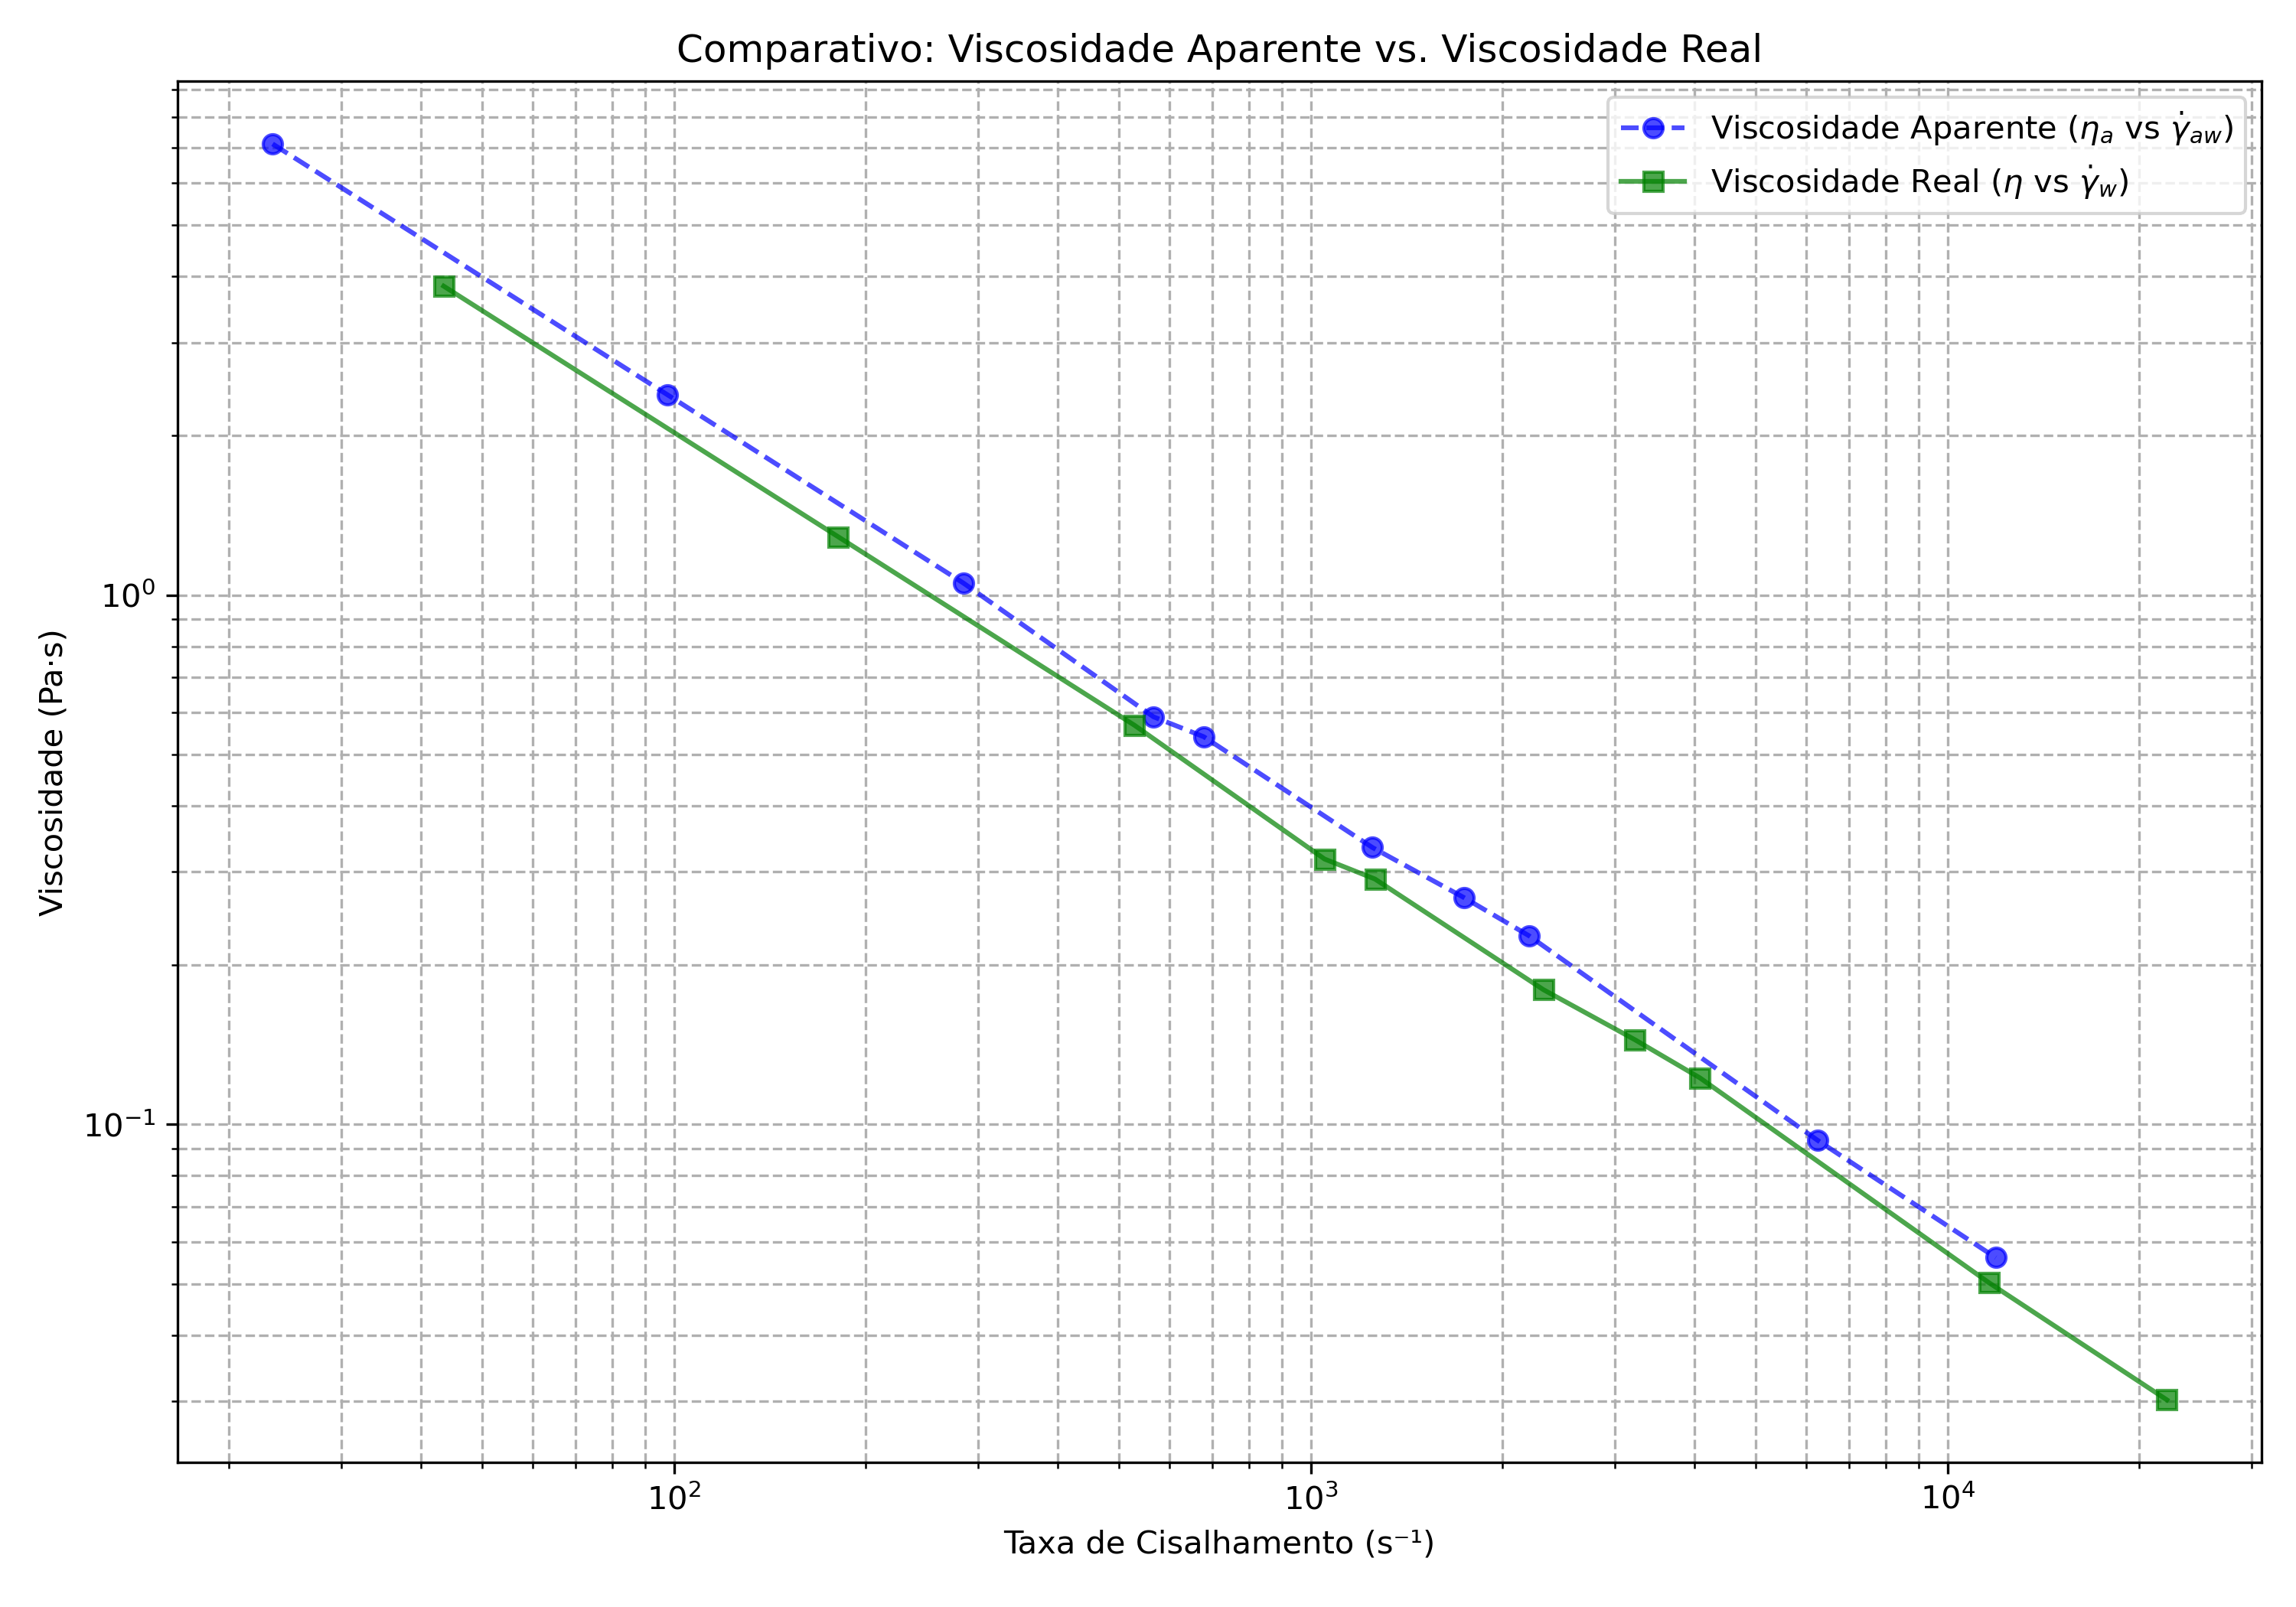 Comparativo: Viscosidade Aparente vs. Viscosidade Real
Viscosidade Aparente (ηₐ vs γ̇ₐw)
Viscosidade Real (η vs γ̇w)
Viscosidade (Pa·s)
10⁰
10⁻¹
10² 10³ 10⁴
Taxa de Cisalhamento (s⁻¹)